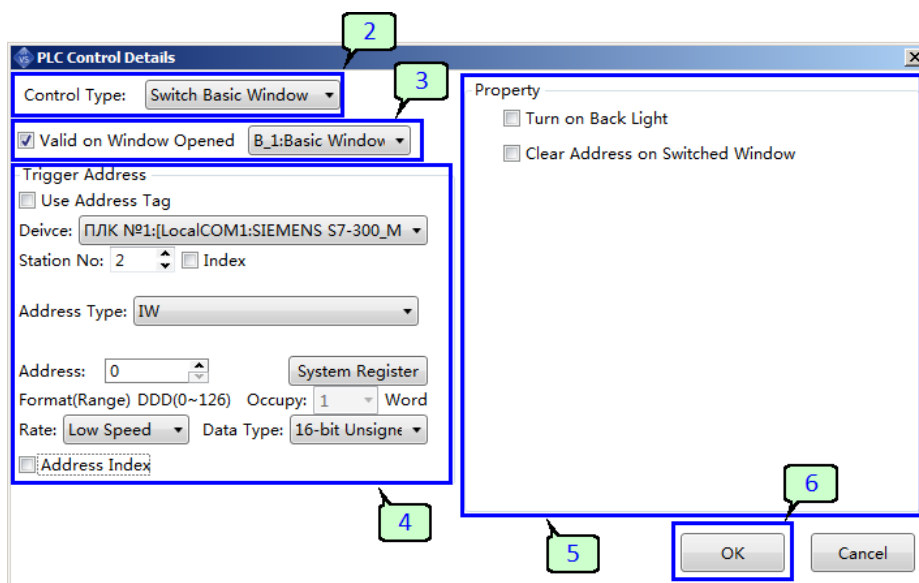 2
PLC Control Details
3
Control Type: Switch Basic Window
Valid on Window Opened B_1:Basic Window
Trigger Address
Use Address Tag
Deivce: ПЛК №1:[LocalCOM1:SIEMENS S7-300_M
Station No: 2 Index
Address Type: IW
Address: 0 System Register
Format(Range) DDD(0~126) Occupy: 1 Word
Rate: Low Speed Data Type: 16-bit Unsigne
Address Index
4
Property
Turn on Back Light
Clear Address on Switched Window
5
6
OK Cancel